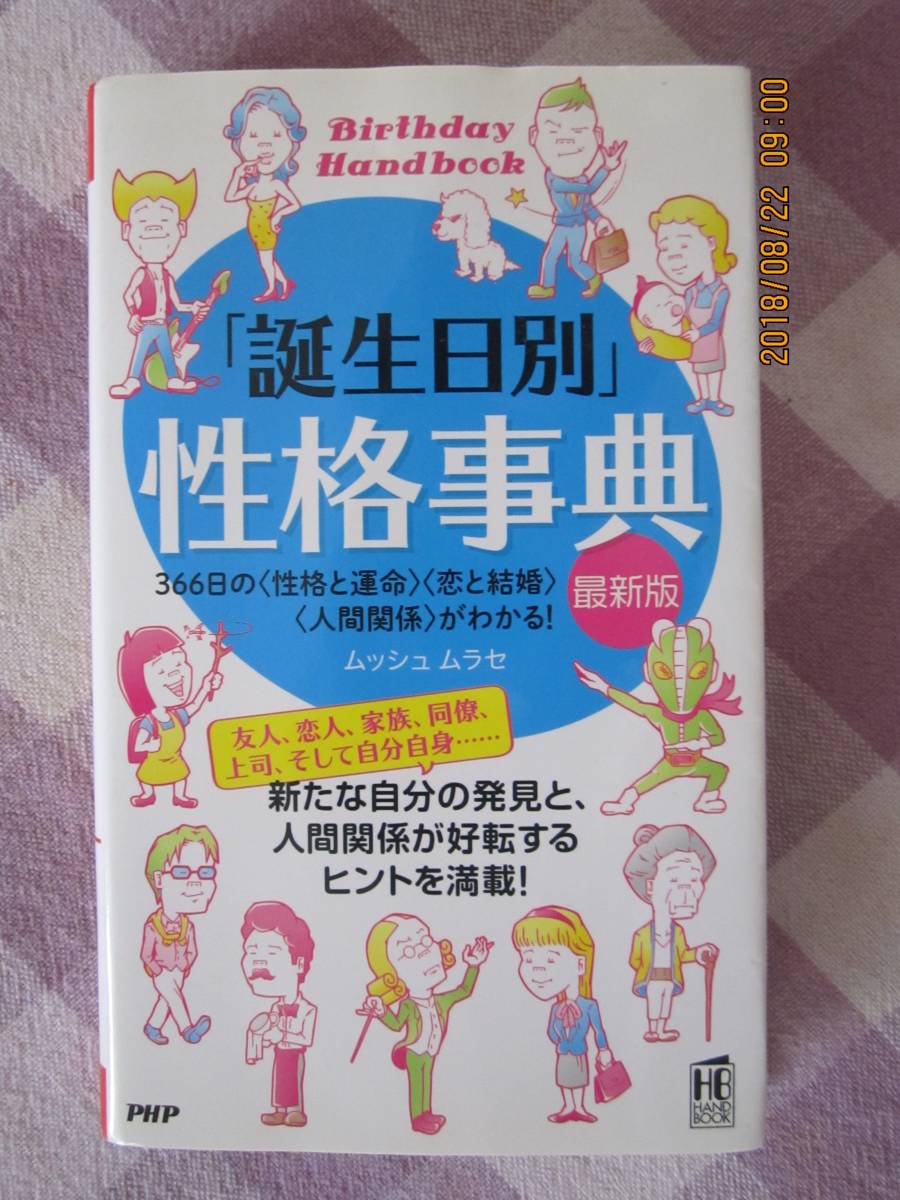 Birthday
Handbook
「誕生日別」
性格事典
366日の〈性格と運命〉〈恋と結婚〉
〈人間関係〉がわかる!
最新版
ムッシュ ムラセ
友人、恋人、家族、同僚、
上司、そして自分自身……
新たな自分の発見と、
人間関係が好転する
ヒントを満載!
PHP
HB
HAND
BOOK
2018/08/22 09:00